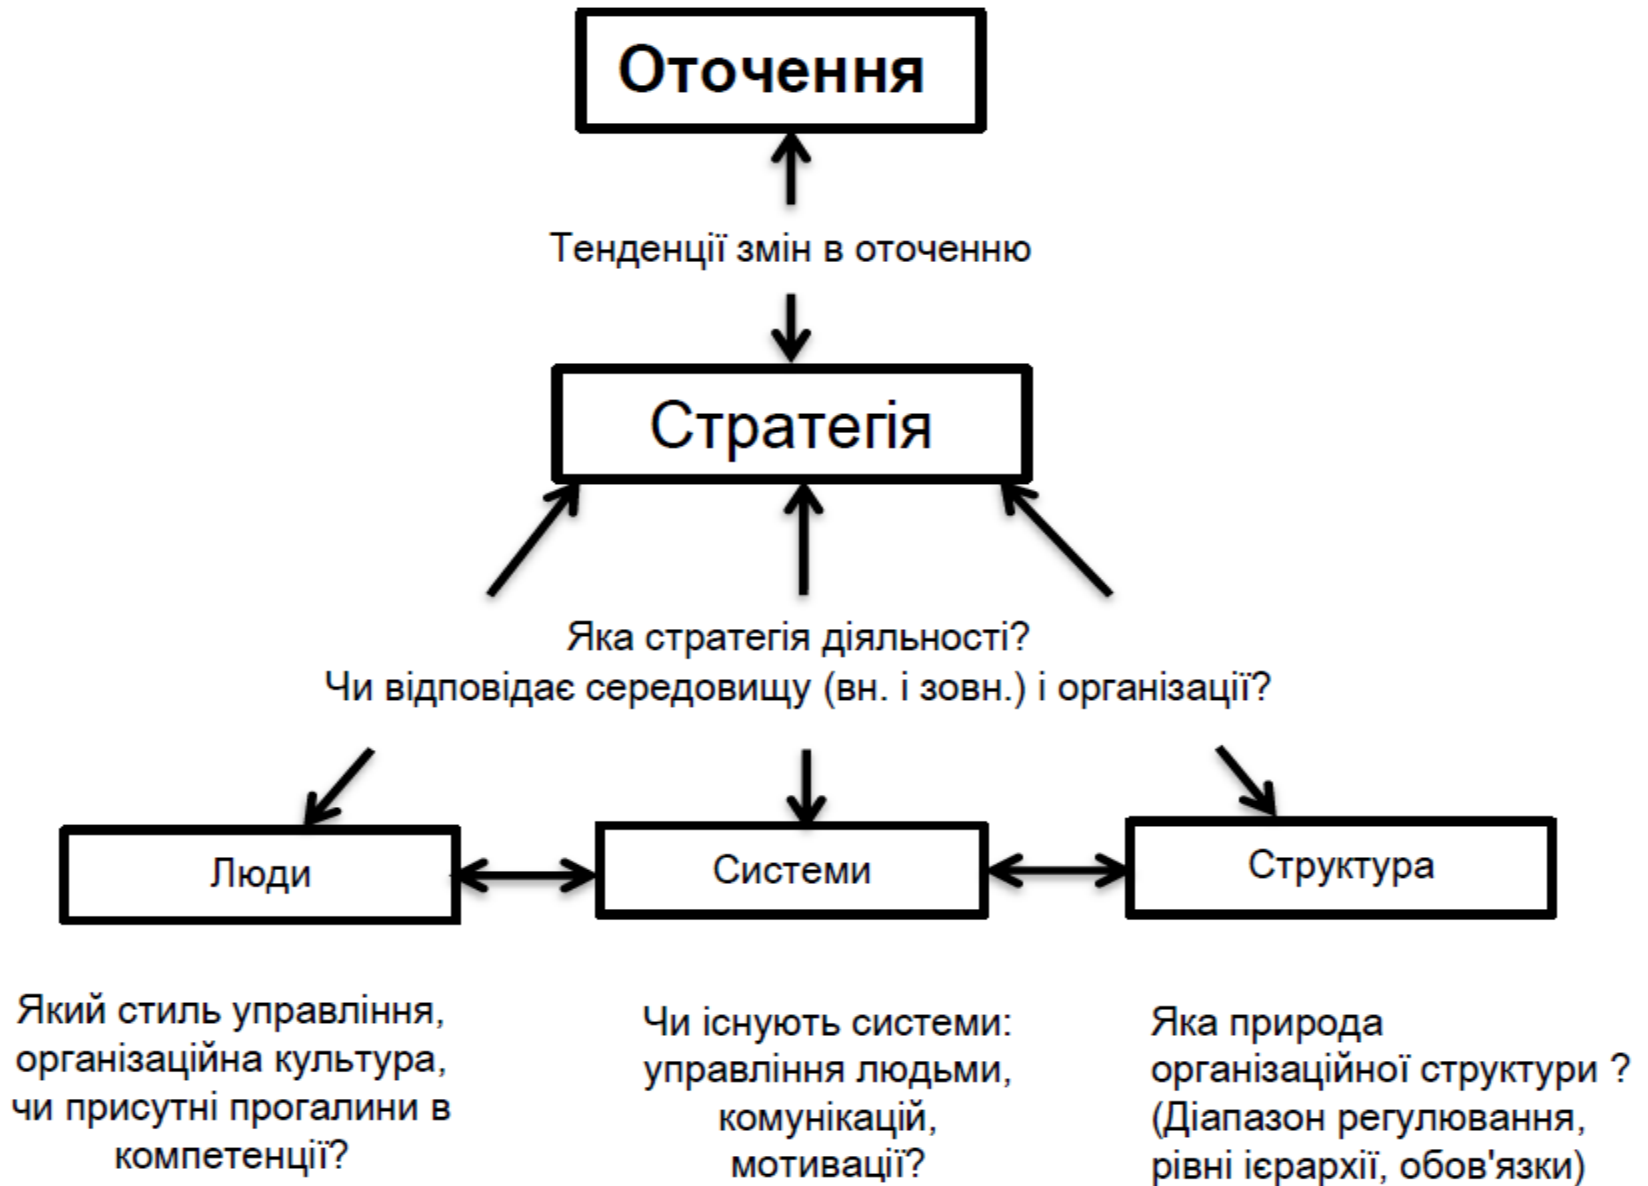 Оточення
Тенденції змін в оточенню
Стратегія
Яка стратегія діяльності?
Чи відповідає середовищу (вн. і зовн.) і організації?
Люди
Системи
Структура
Який стиль управління,
організаційна культура,
чи присутні прогалини в
компетенції?
Чи існують системи:
управління людьми,
комунікацій,
мотивації?
Яка природа
організаційної структури ?
(Діапазон регулювання,
рівні ієрархії, обов'язки)